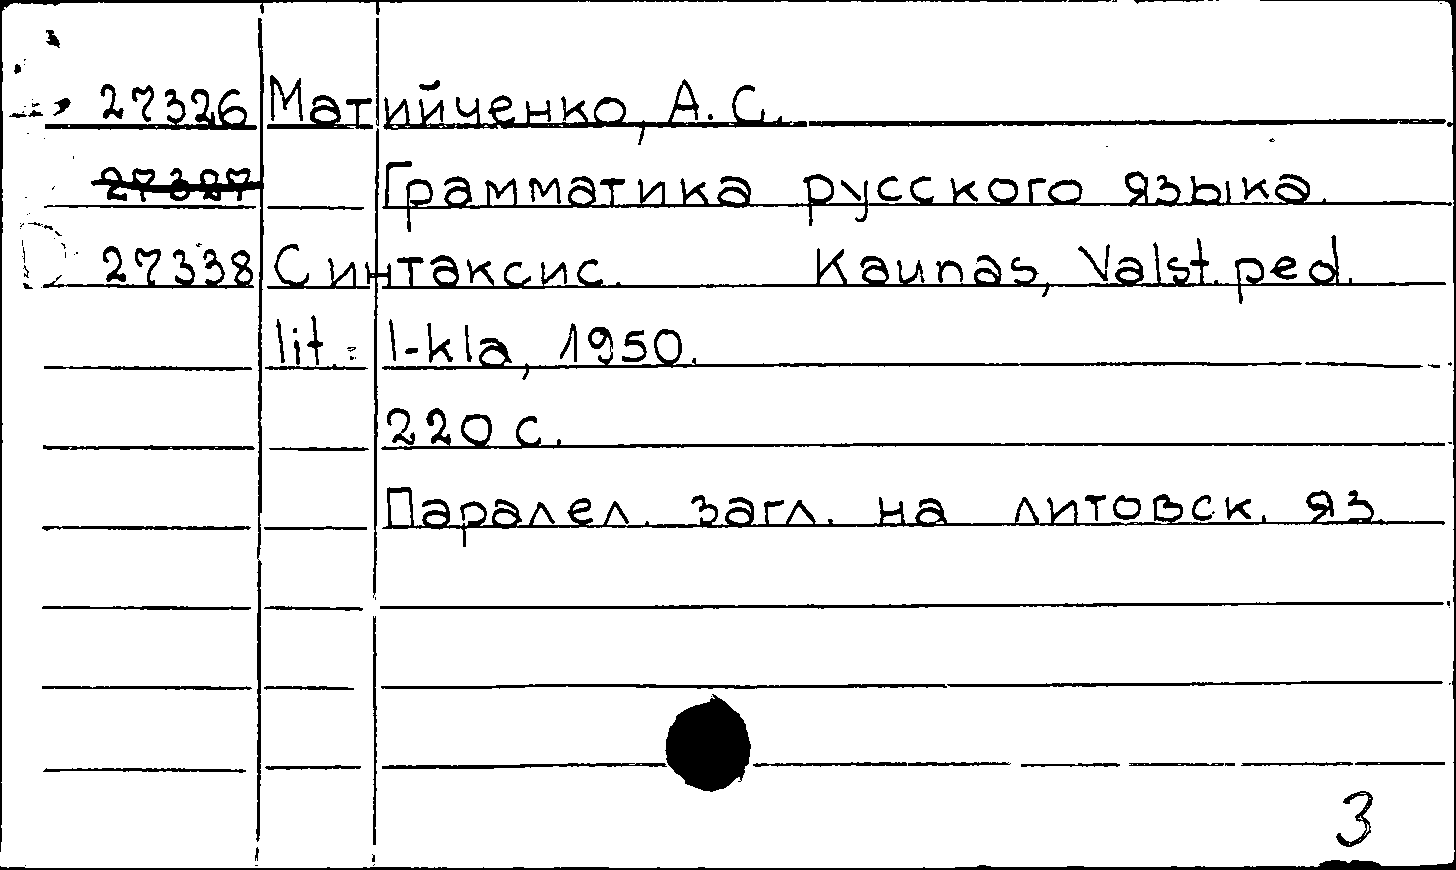 27326 Матийченко, А. С.
27327 Грамматика русского языка.
27338 Синтаксис. Kaunas, Valst. ped.
lit. l-kla, 1950.
220 с.
Паралел. загл. на литовск. яз.
3